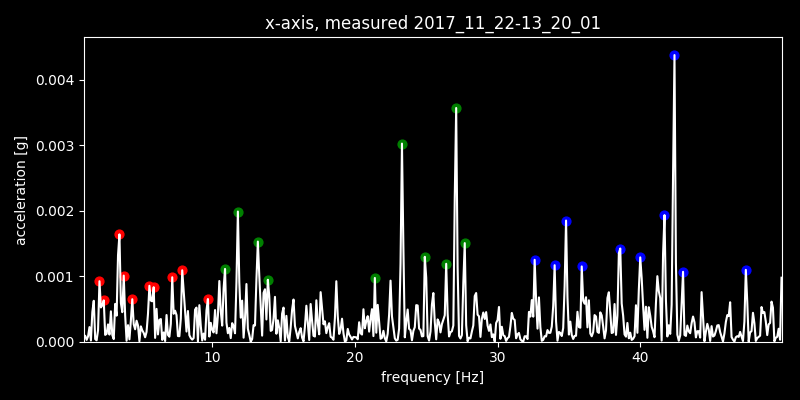 x-axis, measured 2017_11_22-13_20_01
acceleration [g]
0.004
0.003
0.002
0.001
0.000
10 20 30 40
frequency [Hz]